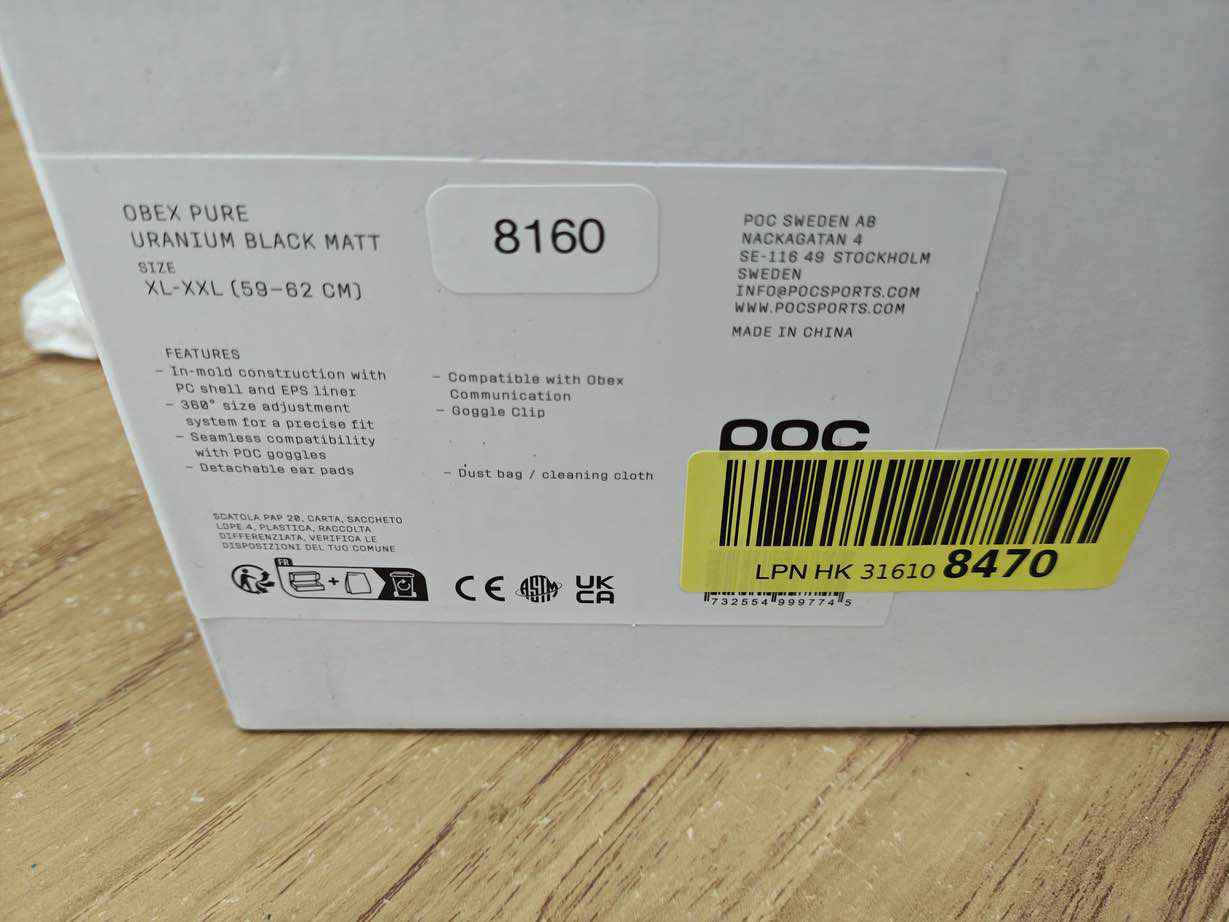 OBEX PURE
URANIUM BLACK MATT
SIZE
XL-XXL (59-62 CM)
8160
POC SWEDEN AB
NACKAGATAN 4
SE-116 49 STOCKHOLM
SWEDEN
INFO@POCSPORTS.COM
WWW.POCSPORTS.COM
MADE IN CHINA
FEATURES
- In-mold construction with
PC shell and EPS liner
- 360° size adjustment
system for a precise fit
- Seamless compatibility
with POC goggles
- Detachable ear pads
- Compatible with Obex
Communication
- Goggle Clip
- Dust bag / cleaning cloth
POC
LPN HK 31610 8470
732554 999774 5
SCATOLA PAP 20, CARTA, SACCHETO
LDPE 4, PLASTICA, RACCOLTA
DIFFERENZIATA, VERIFICA LE
DISPOSIZIONI DEL TUO COMUNE
FR
+
CE
ASTM
UK
CA